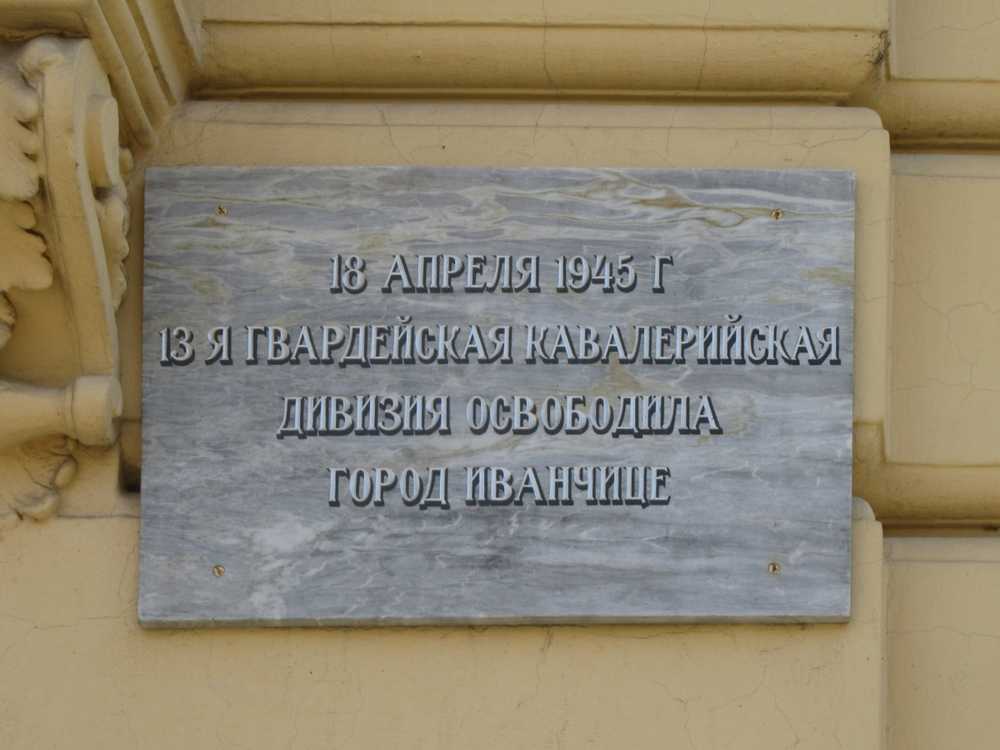 18 АПРЕЛЯ 1945 Г
13 Я ГВАРДЕЙСКАЯ КАВАЛЕРИЙСКАЯ
ДИВИЗИЯ ОСВОБОДИЛА
ГОРОД ИВАНЧИЦЕ